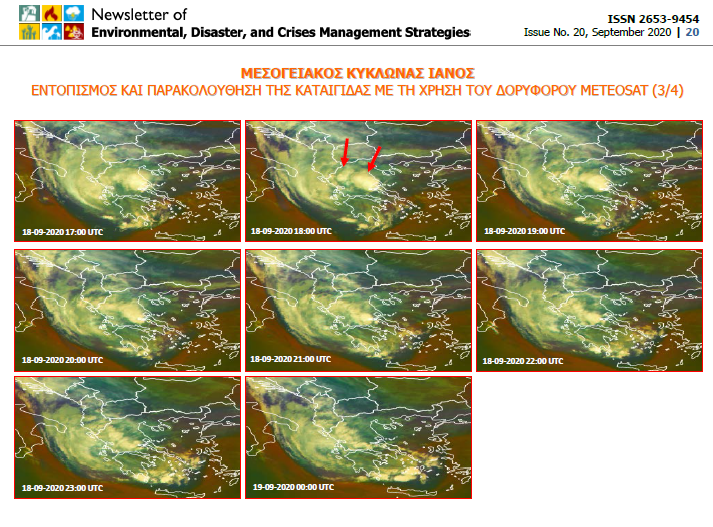 Newsletter of
Environmental, Disaster, and Crises Management Strategies
ISSN 2653-9454
Issue No. 20, September 2020 | 20
ΜΕΣΟΓΕΙΑΚΟΣ ΚΥΚΛΩΝΑΣ ΙΑΝΟΣ
ΕΝΤΟΠΙΣΜΟΣ ΚΑΙ ΠΑΡΑΚΟΛΟΥΘΗΣΗ ΤΗΣ ΚΑΤΑΙΓΙΔΑΣ ΜΕ ΤΗ ΧΡΗΣΗ ΤΟΥ ΔΟΡΥΦΟΡΟΥ METEOSAT (3/4)
18-09-2020 17:00 UTC
18-09-2020 18:00 UTC
18-09-2020 19:00 UTC
18-09-2020 20:00 UTC
18-09-2020 21:00 UTC
18-09-2020 22:00 UTC
18-09-2020 23:00 UTC
19-09-2020 00:00 UTC